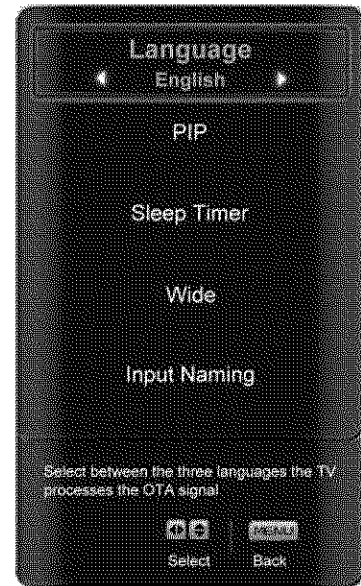 Language
English
PIP
Sleep Timer
Wide
Input Naming
Select between the three languages the TV
processes the OTA signal
Select Back